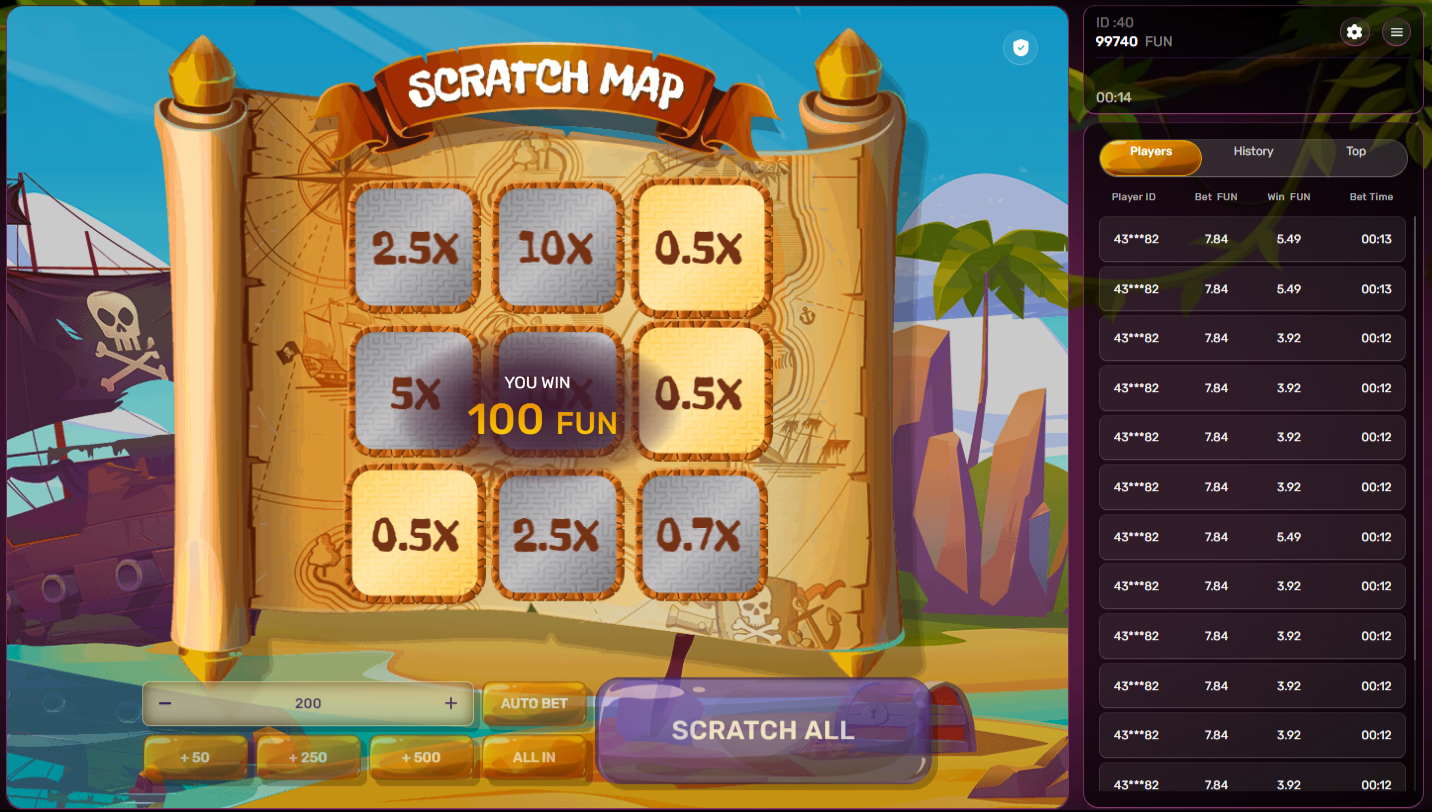 SCRATCH MAP
2.5X 10X 0.5X
5X 0.5X
YOU WIN
100 FUN
0.5X 2.5X 0.7X
200
AUTO BET
SCRATCH ALL
+ 50 + 250 + 500 ALL IN
ID :40
99740 FUN
00:14
Players History Top
Player ID Bet FUN Win FUN Bet Time
43***82 7.84 5.49 00:13
43***82 7.84 5.49 00:13
43***82 7.84 3.92 00:12
43***82 7.84 3.92 00:12
43***82 7.84 3.92 00:12
43***82 7.84 3.92 00:12
43***82 7.84 5.49 00:12
43***82 7.84 3.92 00:12
43***82 7.84 3.92 00:12
43***82 7.84 3.92 00:12
43***82 7.84 3.92 00:12
43***82 7.84 3.92 00:12